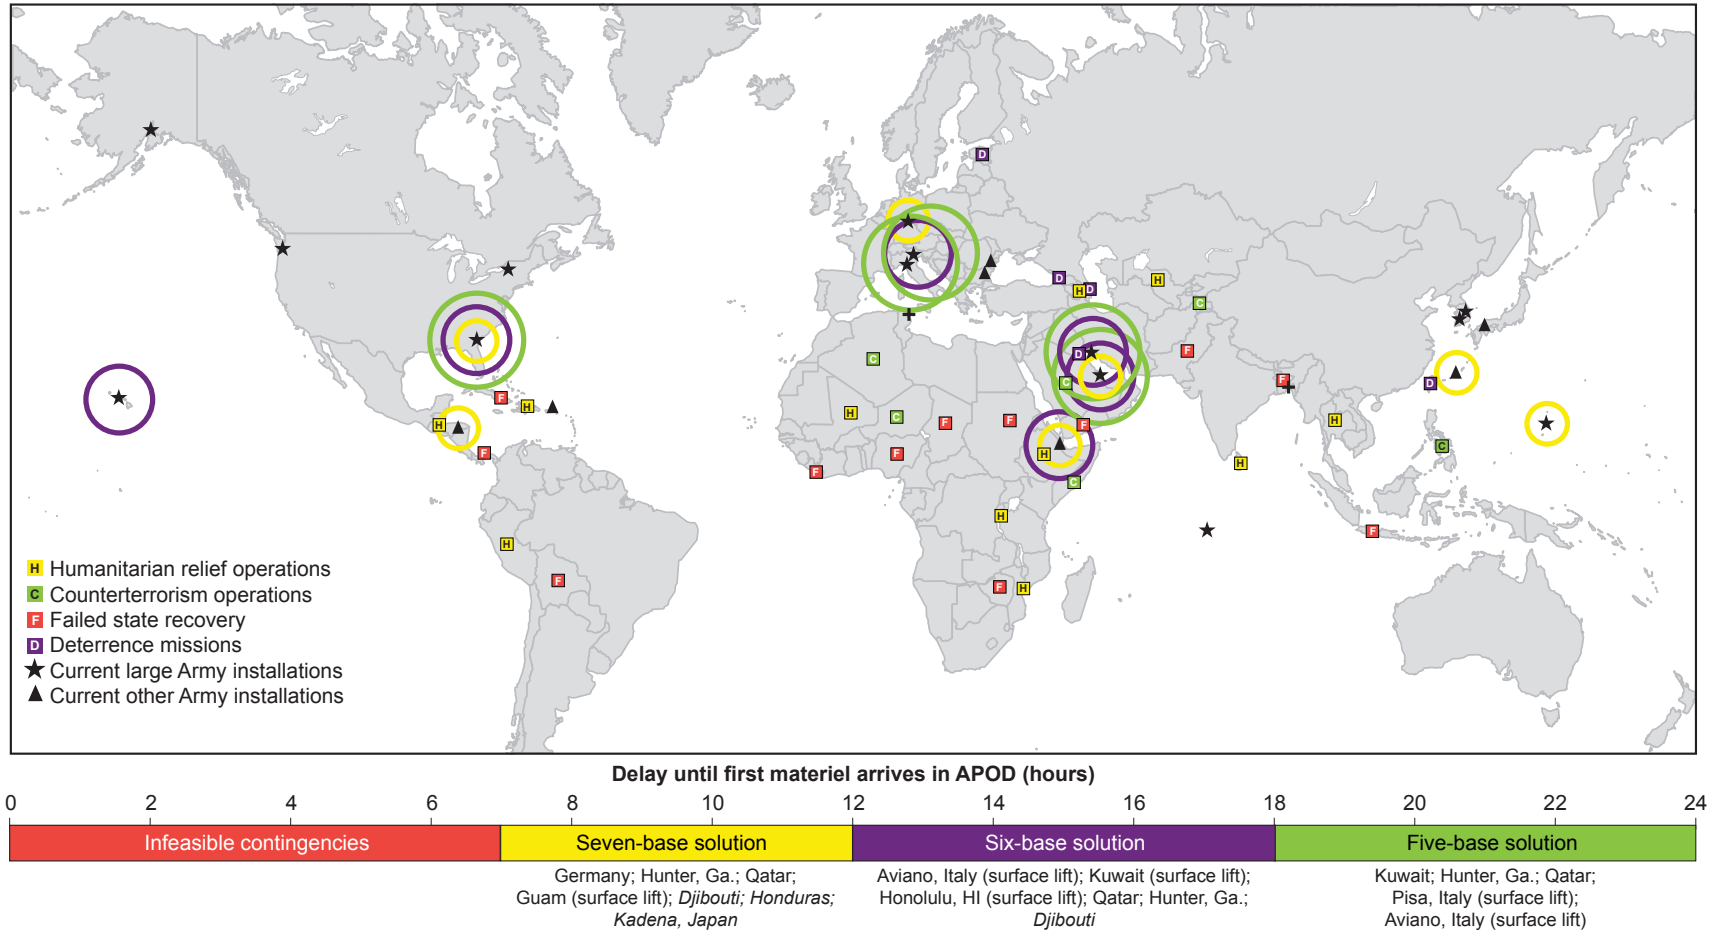 D
D
H
D
H
C
F
D
C
C
F
D
F
H
H
F
H
C
F
F
F
H
C
H
F
F
F
H
H
C
H
H
F
F
F
H
H Humanitarian relief operations
C Counterterrorism operations
F Failed state recovery
D Deterrence missions
Current large Army installations
Current other Army installations
Delay until first materiel arrives in APOD (hours)
0 2 4 6 8 10 12 14 16 18 20 22 24
Infeasible contingencies Seven-base solution Six-base solution Five-base solution
Germany; Hunter, Ga.; Qatar;
Guam (surface lift); Djibouti; Honduras;
Kadena, Japan
Aviano, Italy (surface lift); Kuwait (surface lift);
Honolulu, HI (surface lift); Qatar; Hunter, Ga.;
Djibouti
Kuwait; Hunter, Ga.; Qatar;
Pisa, Italy (surface lift);
Aviano, Italy (surface lift)